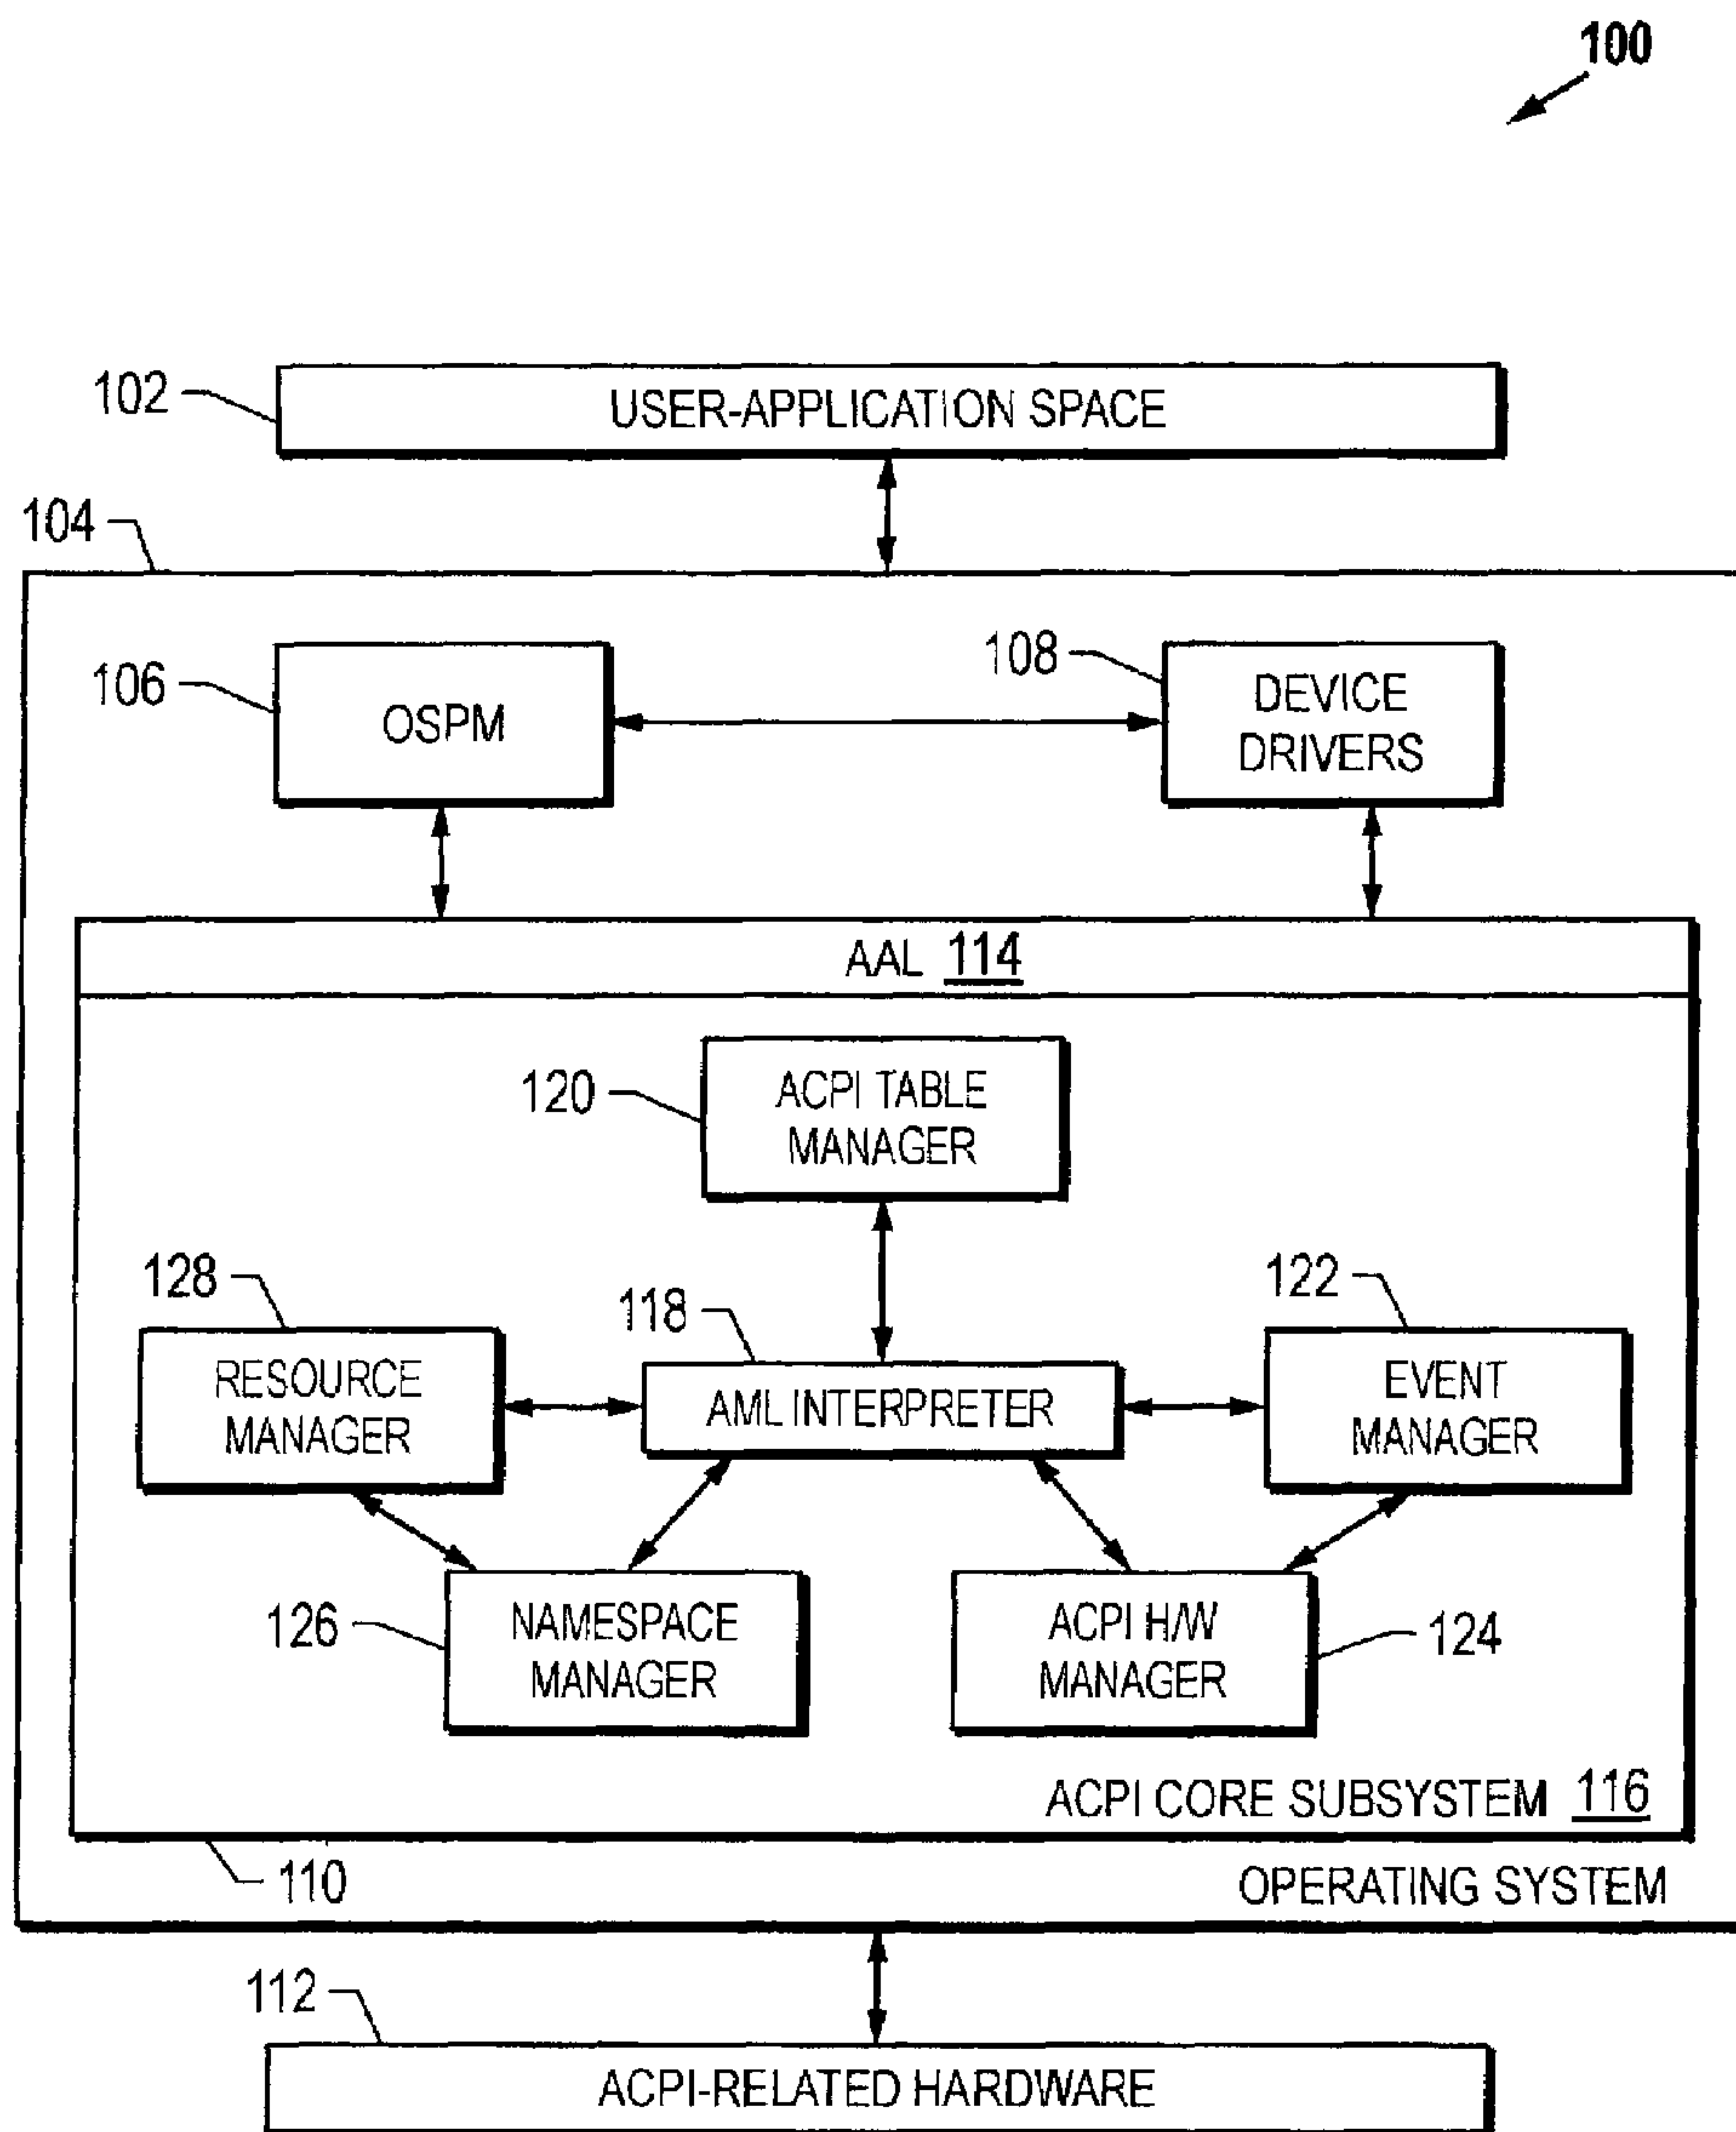 100
102
USER-APPLICATION SPACE
104
106
OSPM
108
DEVICE
DRIVERS
AAL 114
120
ACPI TABLE
MANAGER
128
RESOURCE
MANAGER
118
AML INTERPRETER
122
EVENT
MANAGER
126
NAMESPACE
MANAGER
ACPI H/W
MANAGER
124
ACPI CORE SUBSYSTEM 116
110
OPERATING SYSTEM
112
ACPI-RELATED HARDWARE